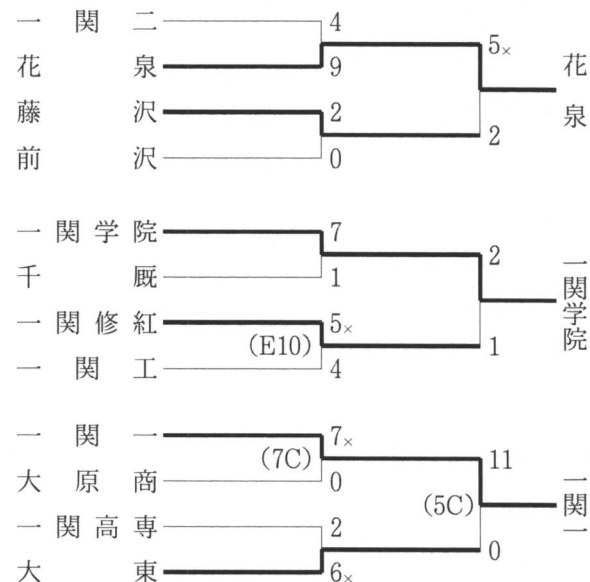 一関二 4
花泉 9
5×
花泉
藤沢 2
2
前沢 0
一関学院 7
2
千厩 1
一関学院
一関修紅 5×
(E10)
1
一関工 4
一関一 7×
(7C)
11
大原商 0
(5C)
一関一
一関高専 2
0
大東 6×